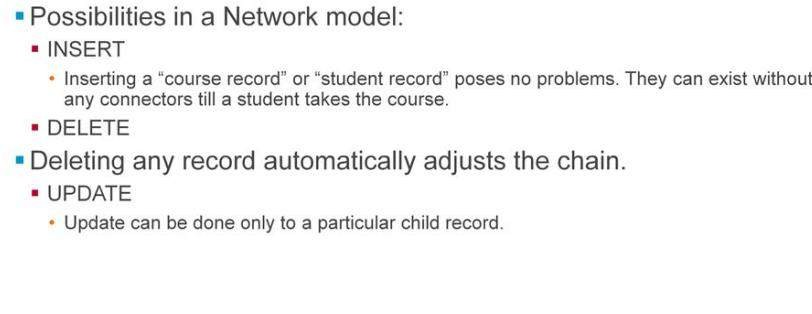 Possibilities in a Network model:
INSERT
Inserting a “course record” or “student record” poses no problems. They can exist without
any connectors till a student takes the course.
DELETE
Deleting any record automatically adjusts the chain.
UPDATE
Update can be done only to a particular child record.